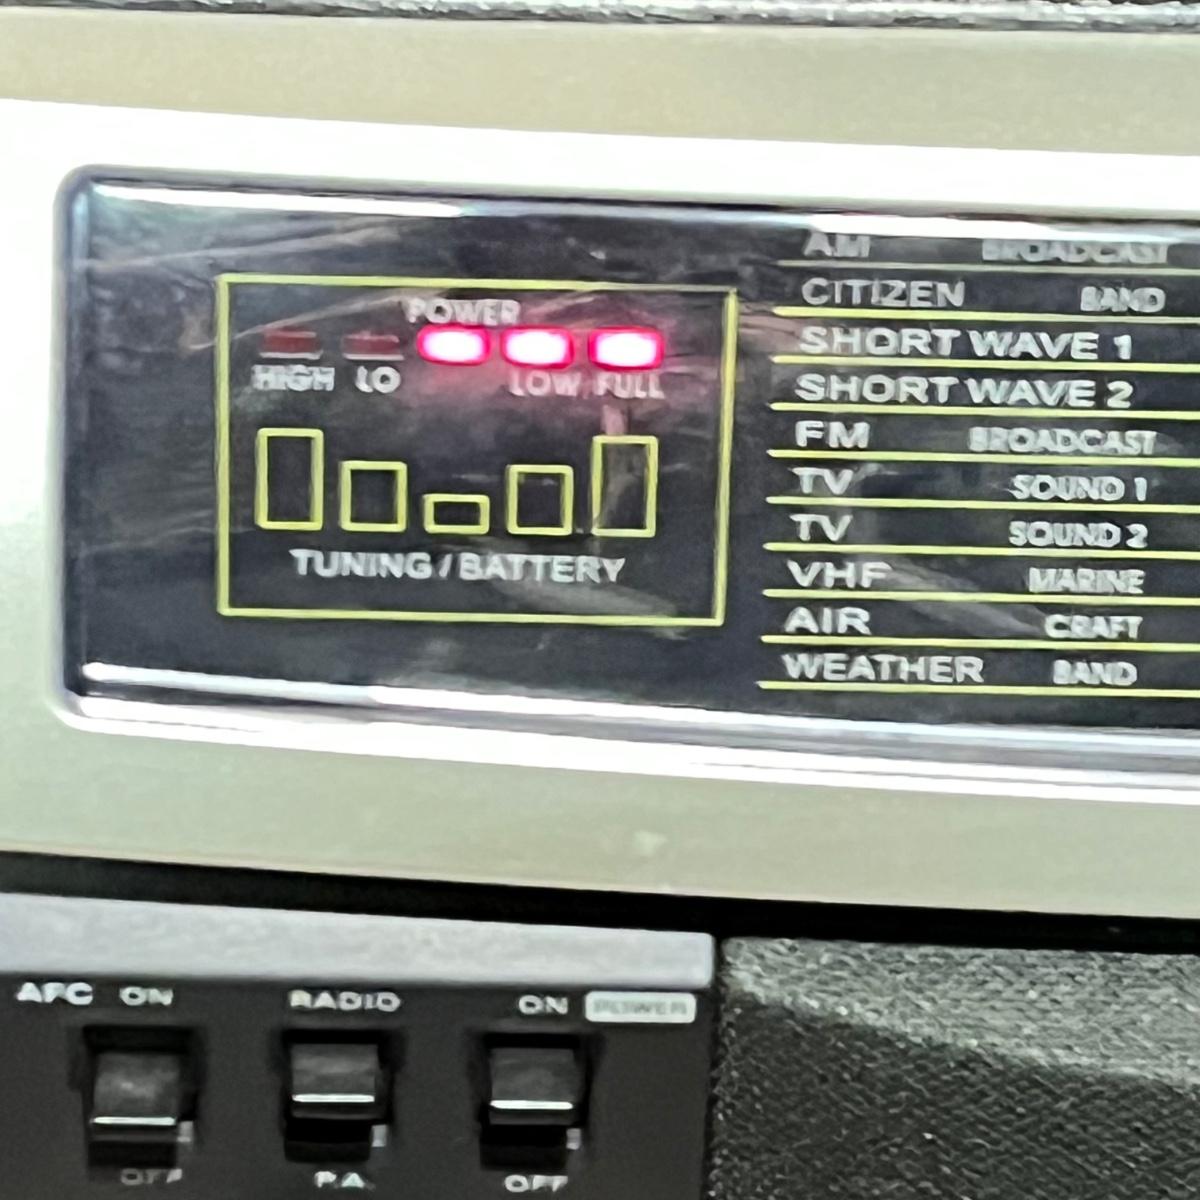 POWER
HIGH LO LOW FULL
TUNING / BATTERY
AM BROADCAST
CITIZEN BAND
SHORT WAVE 1
SHORT WAVE 2
FM BROADCAST
TV SOUND 1
TV SOUND 2
VHF MARINE
AIR CRAFT
WEATHER BAND
AFC ON RADIO ON POWER
OFF P.A. OFF